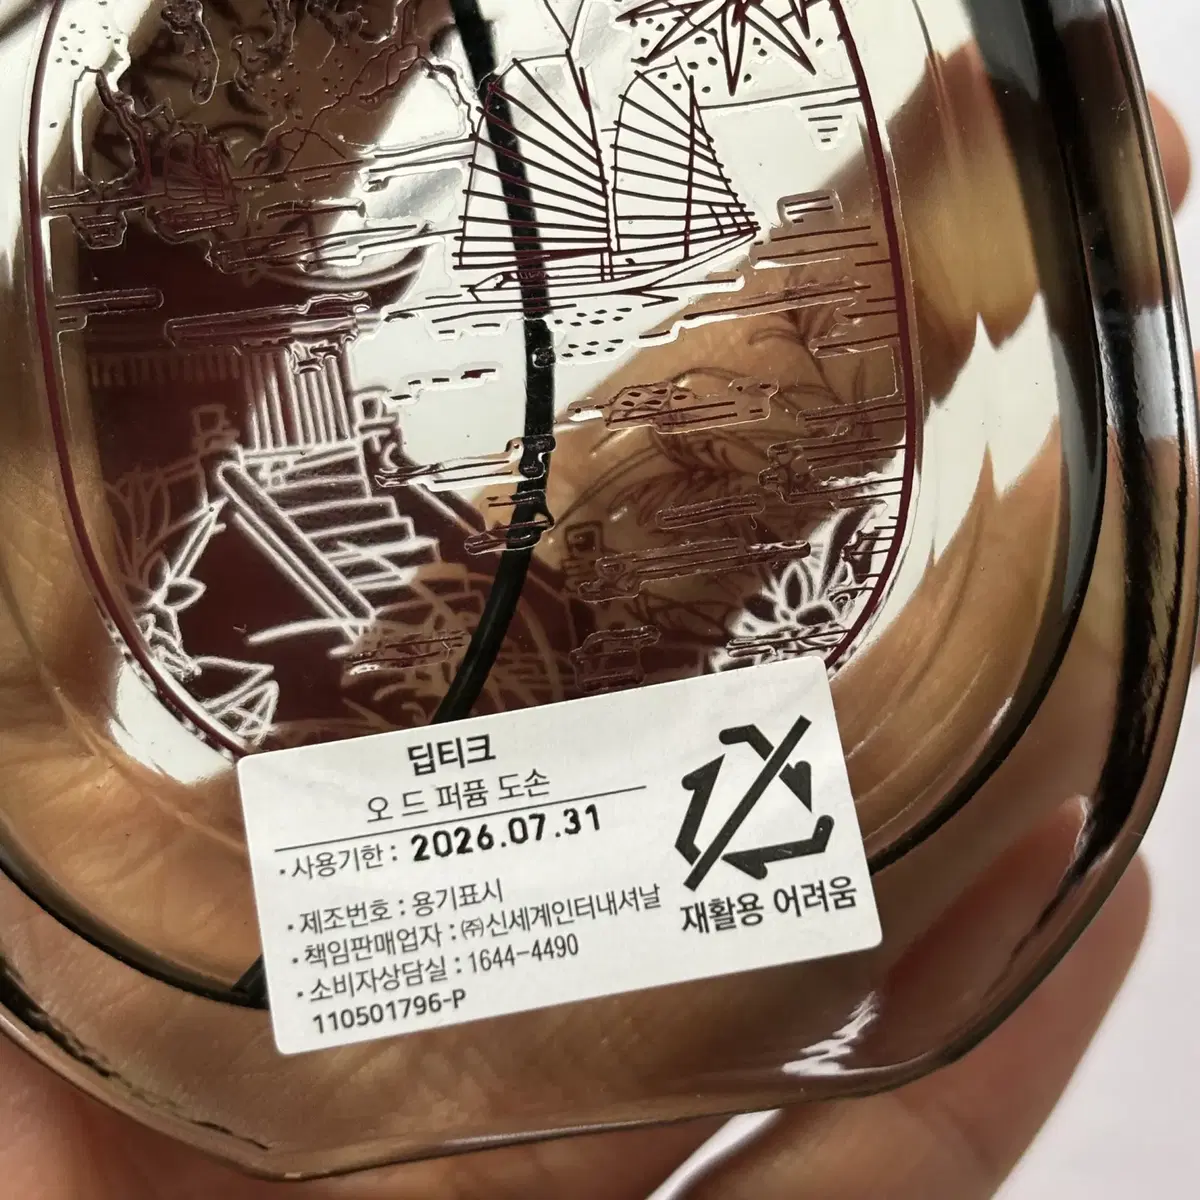 딥티크
오 드 퍼퓸 도손
·사용기한 : 2026.07.31
·제조번호 : 용기표시
·책임판매업자 : ㈜신세계인터내셔날
·소비자상담실 : 1644-4490
110501796-P
재활용 어려움